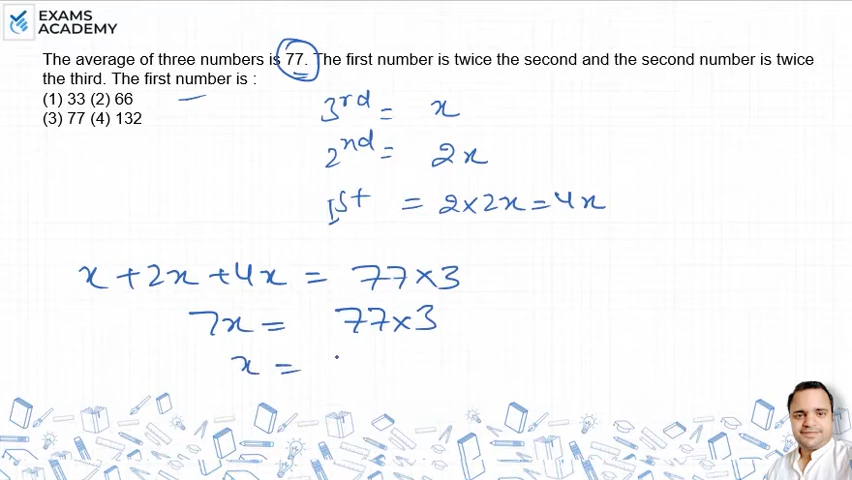 EXAMS
ACADEMY
The average of three numbers is 77. The first number is twice the second and the second number is twice
the third. The first number is :
(1) 33 (2) 66
(3) 77 (4) 132
3rd = x
2nd = 2x
Ist = 2×2x=4x
x+2x+4x = 77×3
7x = 77×3
x =